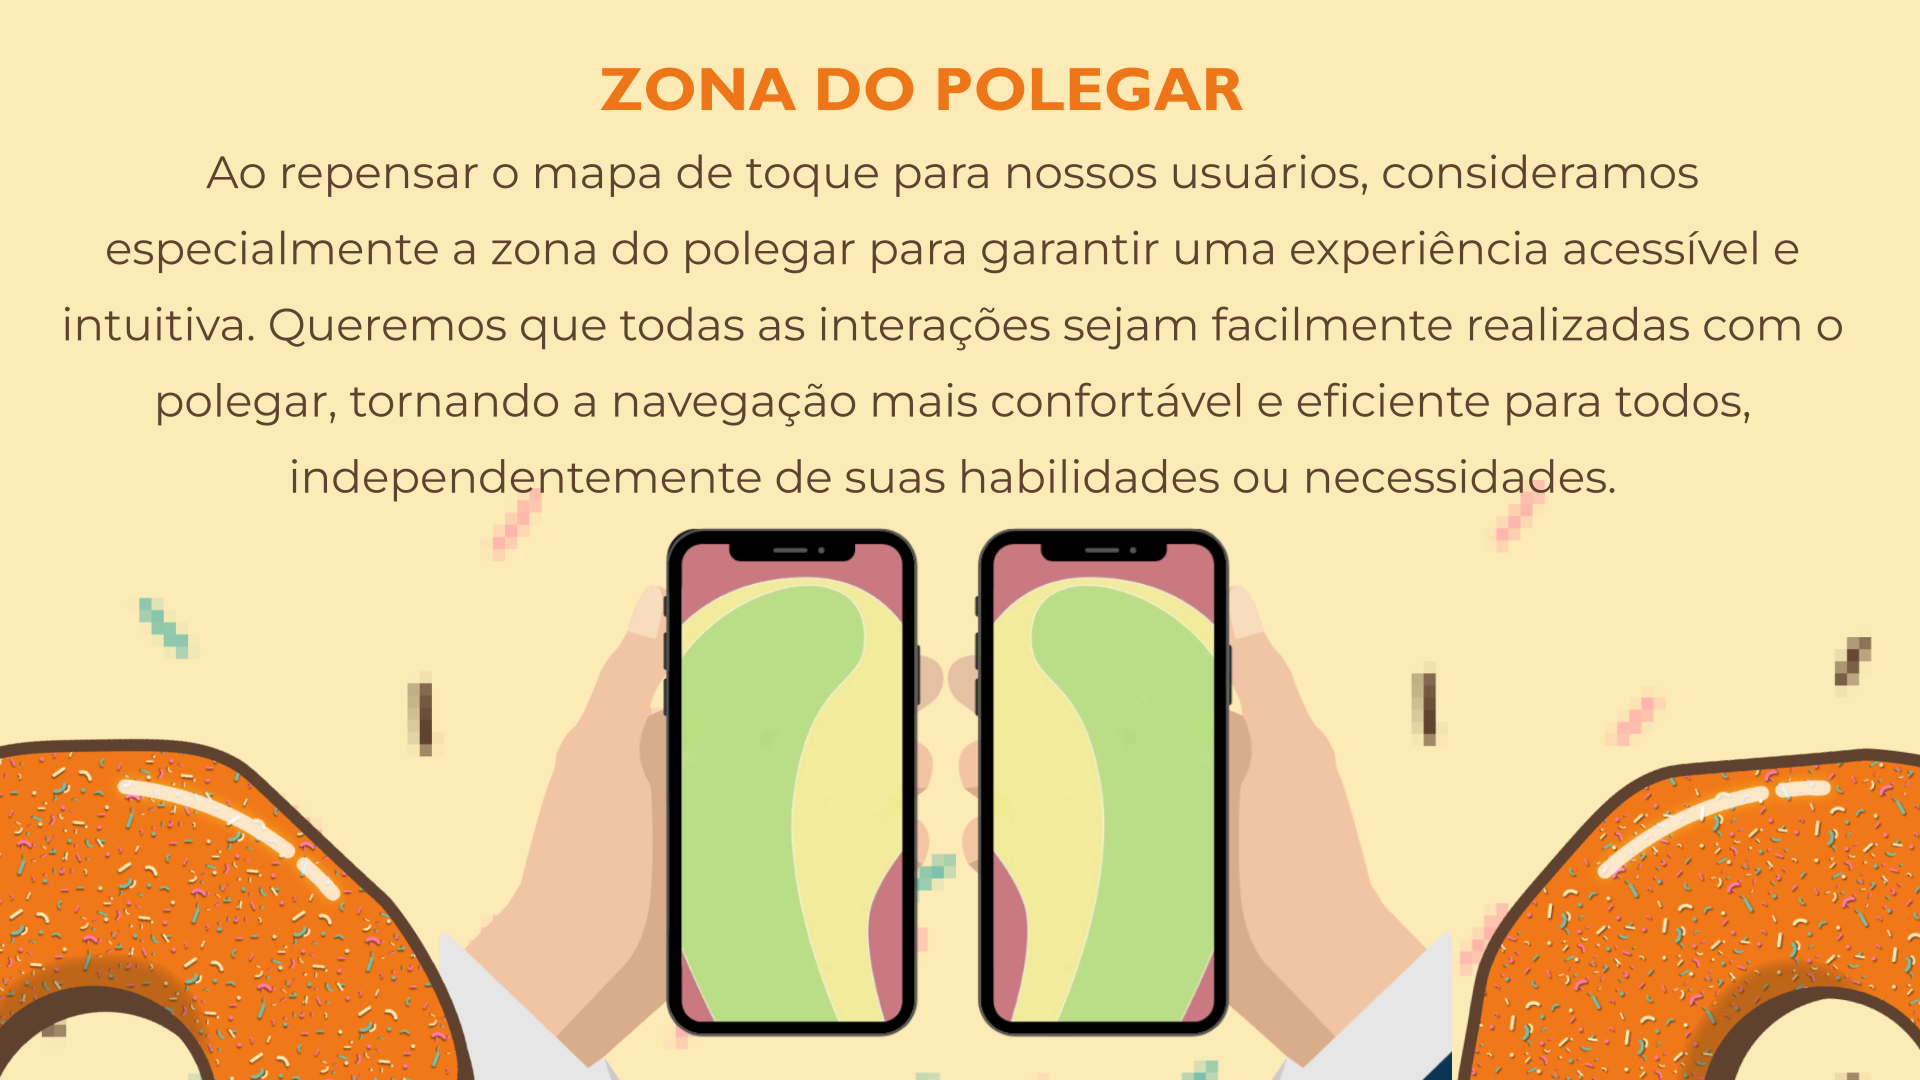 ZONA DO POLEGAR
Ao repensar o mapa de toque para nossos usuários, consideramos
especialmente a zona do polegar para garantir uma experiência acessível e
intuitiva. Queremos que todas as interações sejam facilmente realizadas com o
polegar, tornando a navegação mais confortável e eficiente para todos,
independentemente de suas habilidades ou necessidades.